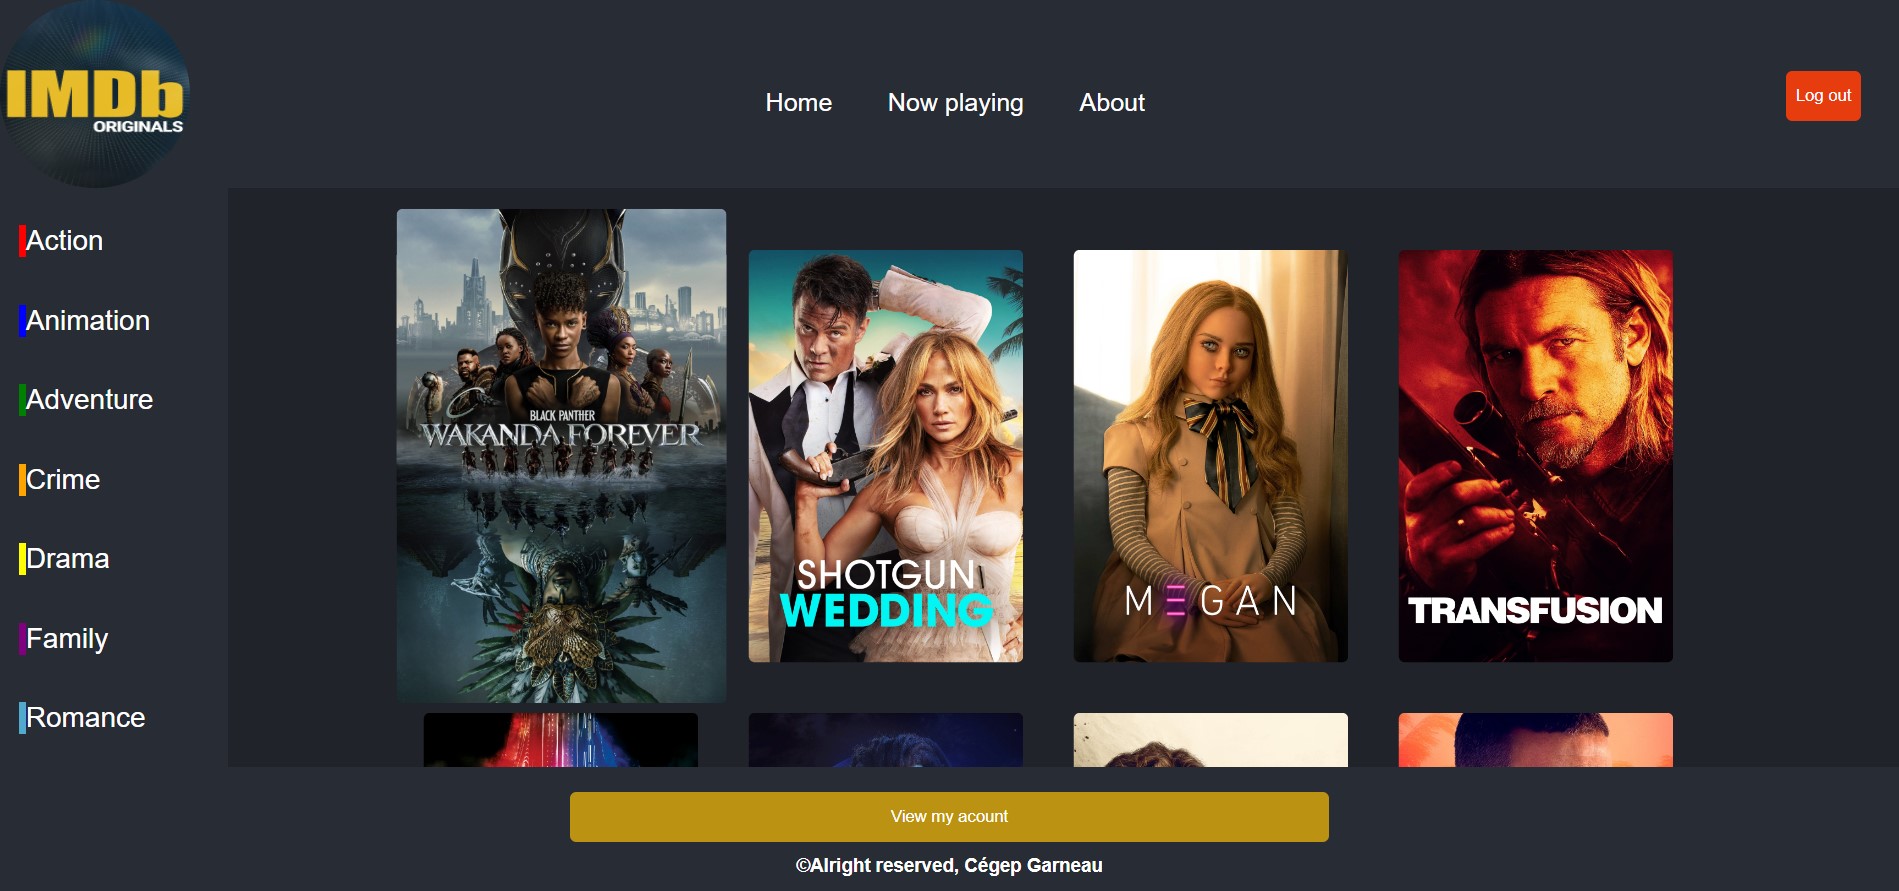 IMDb
ORIGINALS
Home
Now playing
About
Log out
Action
Animation
Adventure
Crime
Drama
Family
Romance
BLACK PANTHER
WAKANDA FOREVER
SHOTGUN
WEDDING
MEGAN
TRANSFUSION
View my acount
©Alright reserved, Cégep Garneau